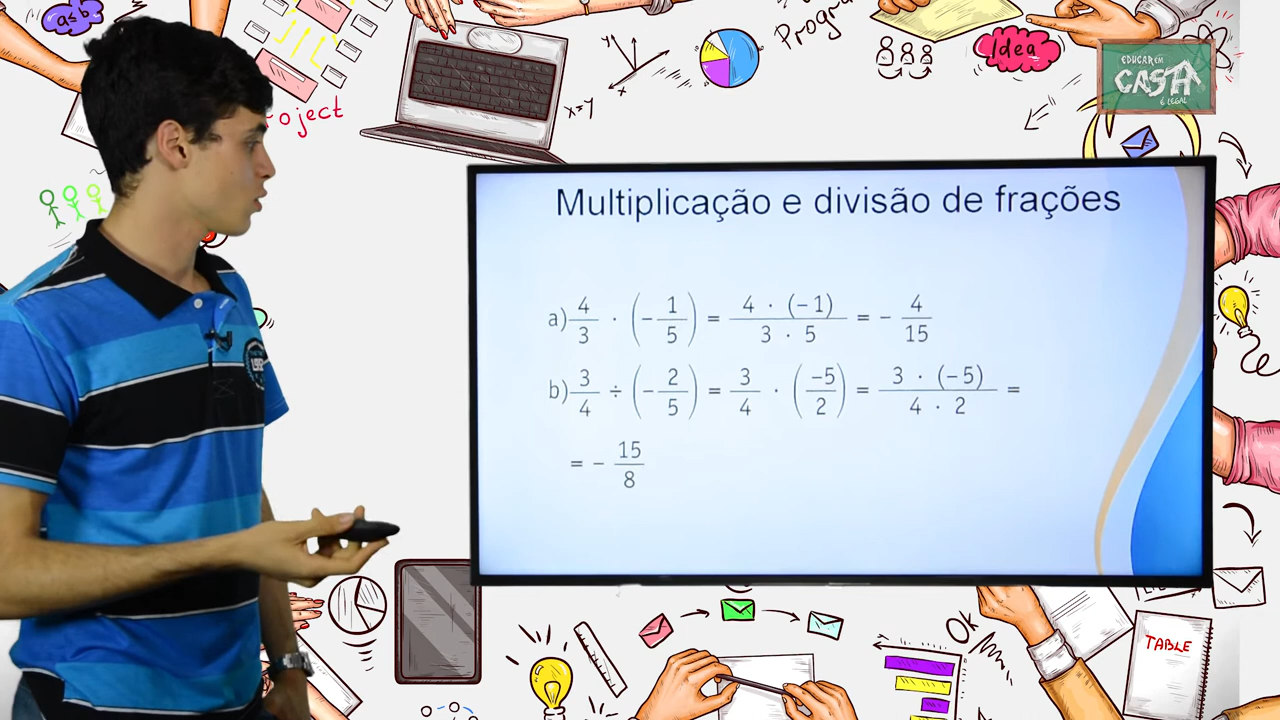 a≤b
Project
y
x
x=y
Progra
Idea
EDUCAR EM
CASA
É LEGAL
Multiplicação e divisão de frações
a) 4/3 · (-1/5) = 4 · (-1)/3 · 5 = - 4/15
b) 3/4 ÷ (-2/5) = 3/4 · (-5/2) = 3 · (-5)/4 · 2 =
= - 15/8
Ok
TABLE